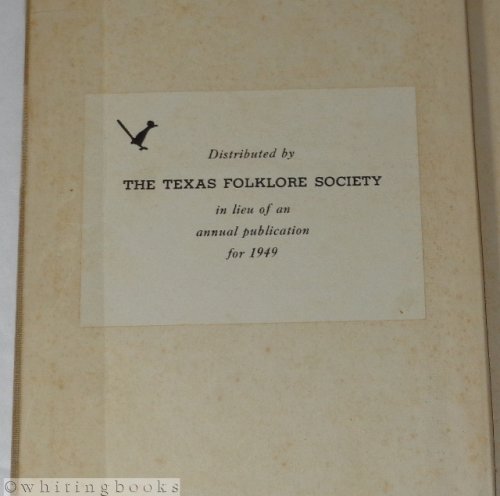 Distributed by
THE TEXAS FOLKLORE SOCIETY
in lieu of an
annual publication
for 1949
©whitingbooks